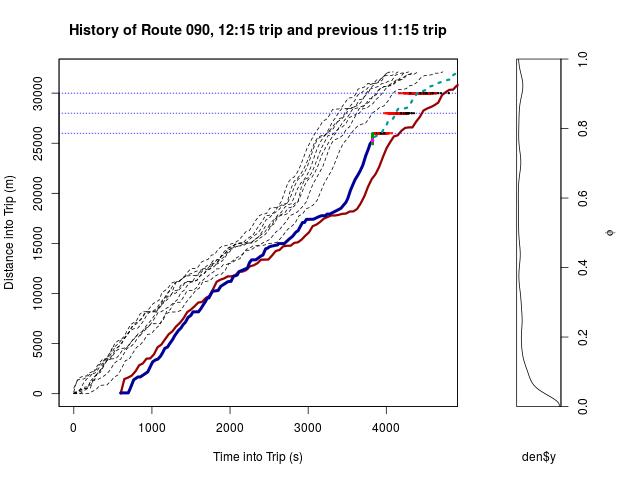 History of Route 090, 12:15 trip and previous 11:15 trip
Distance Into Trip (m)
30000
25000
20000
15000
10000
5000
0
0 1000 2000 3000 4000
Time into Trip (s)
1.0
0.8
0.6
0.4
0.2
0.0
ϕ
den$y